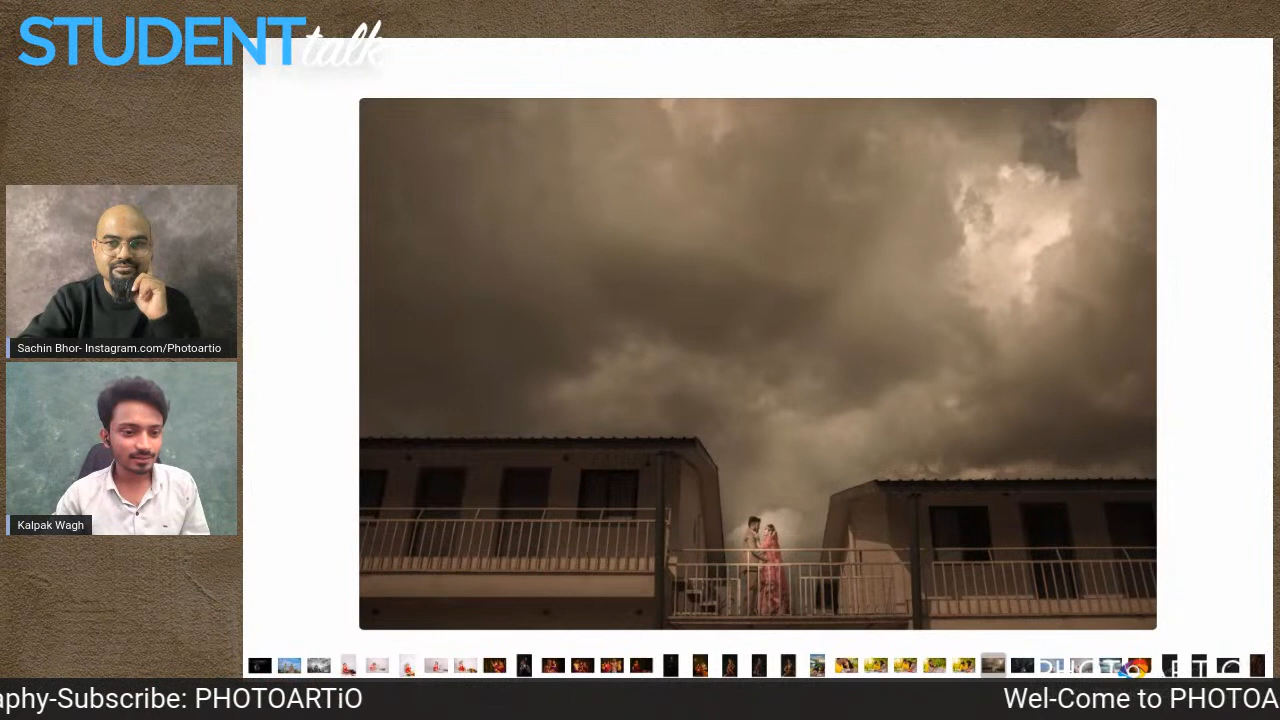 STUDENT talk
Sachin Bhor- Instagram.com/Photoartio
Kalpak Wagh
aphy-Subscribe: PHOTOARTiO
Wel-Come to PHOTOA